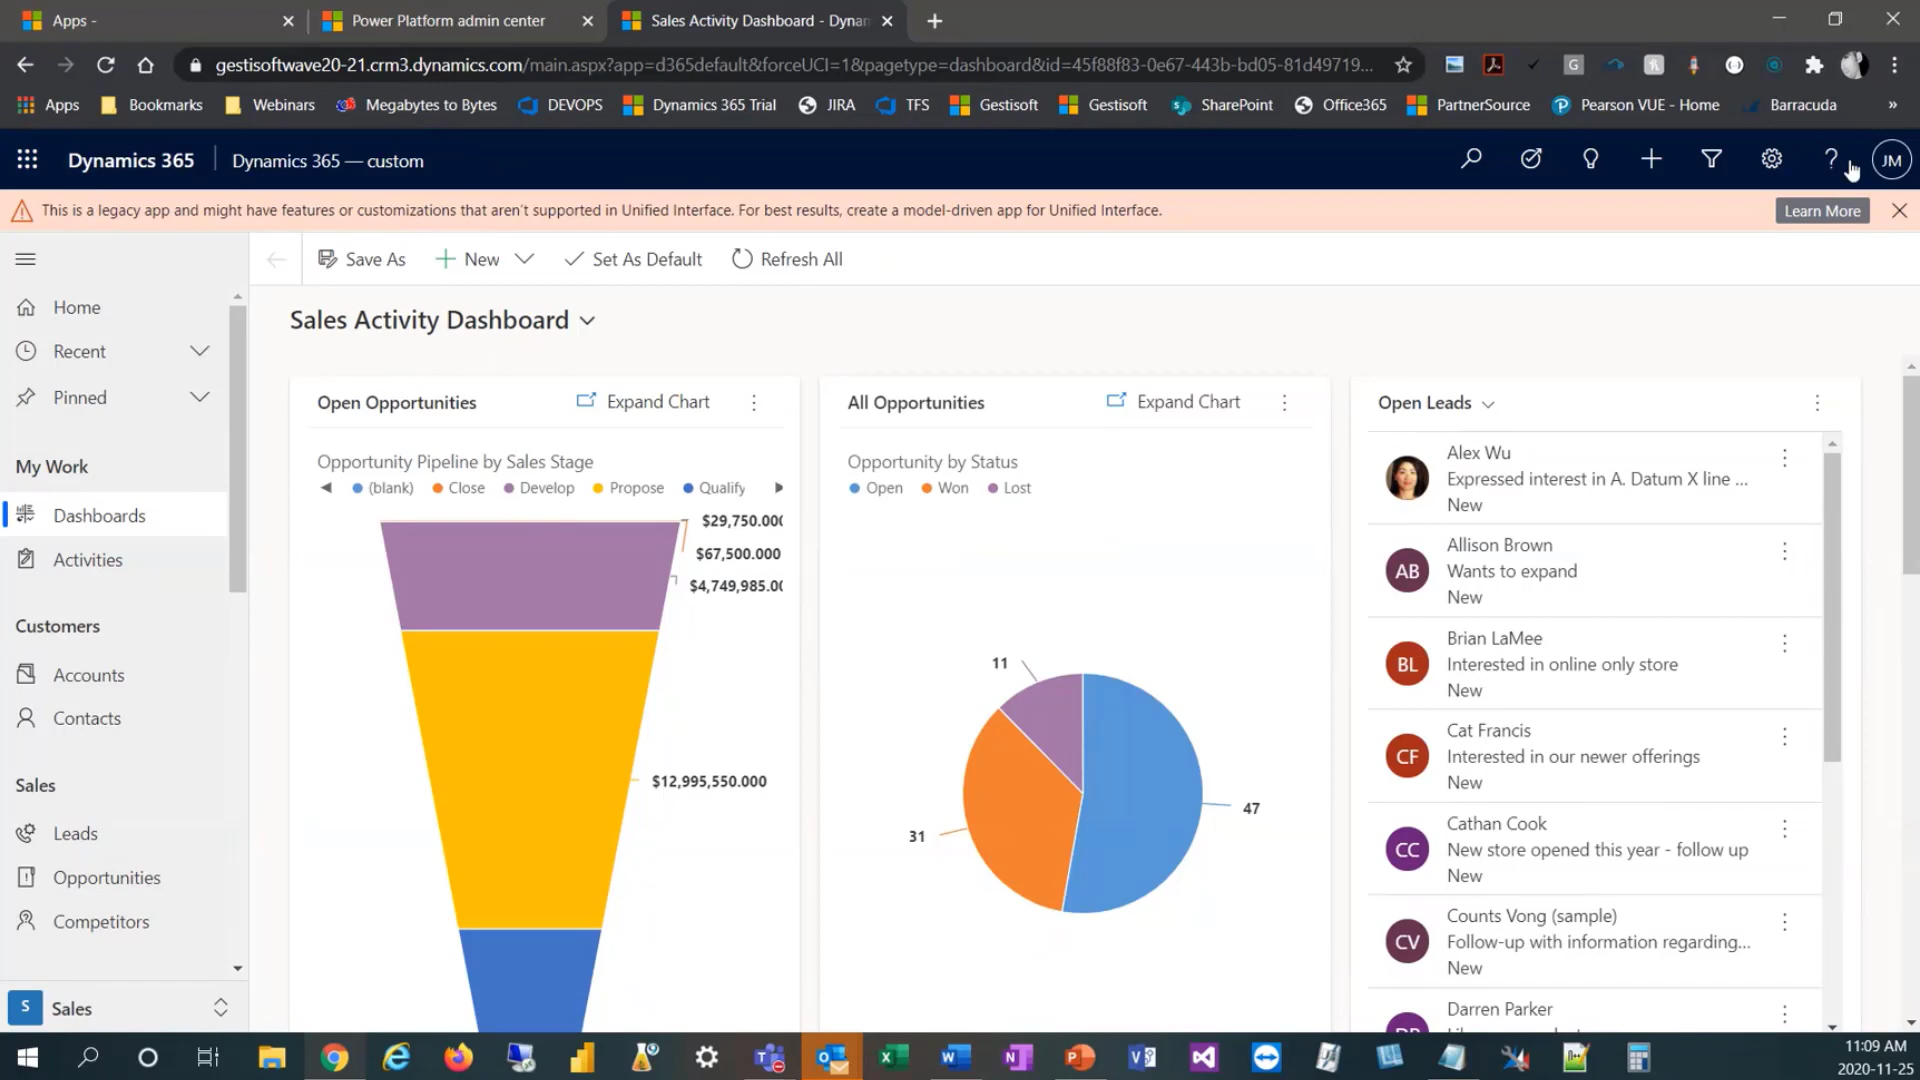 Apps -
Power Platform admin center
Sales Activity Dashboard - Dynan
gestisoftwave20-21.crm3.dynamics.com/main.aspx?app=d365default&forceUCI=1&pagetype=dashboard&id=45f88f83-0e67-443b-bd05-81d49719...
Apps
Bookmarks
Webinars
Megabytes to Bytes
DEVOPS
Dynamics 365 Trial
JIRA
TFS
Gestisoft
Gestisoft
SharePoint
Office365
PartnerSource
Pearson VUE - Home
Barracuda
»
Dynamics 365
Dynamics 365 — custom
?
JM
This is a legacy app and might have features or customizations that aren't supported in Unified Interface. For best results, create a model-driven app for Unified Interface.
Learn More
Save As
New
Set As Default
Refresh All
Home
Recent
Pinned
My Work
Dashboards
Activities
Customers
Accounts
Contacts
Sales
Leads
Opportunities
Competitors
S
Sales
Sales Activity Dashboard
Open Opportunities
Expand Chart
Opportunity Pipeline by Sales Stage
(blank)
Close
Develop
Propose
Qualify
$29,750.000
$67,500.000
$4,749,985.00
$12,995,550.000
All Opportunities
Expand Chart
Opportunity by Status
Open
Won
Lost
11
31
47
Open Leads
Alex Wu
Expressed interest in A. Datum X line ...
New
AB
Allison Brown
Wants to expand
New
BL
Brian LaMee
Interested in online only store
New
CF
Cat Francis
Interested in our newer offerings
New
CC
Cathan Cook
New store opened this year - follow up
New
CV
Counts Vong (sample)
Follow-up with information regarding...
New
Darren Parker
11:09 AM
2020-11-25